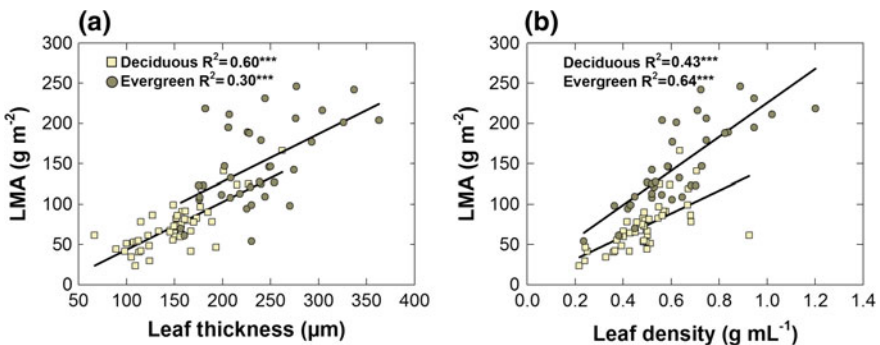 (a)
300
250
200
150
100
50
0
LMA (g m⁻²)
Deciduous R²=0.60***
Evergreen R²=0.30***
50 100 150 200 250 300 350 400
Leaf thickness (µm)
(b)
300
250
200
150
100
50
0
LMA (g m⁻²)
Deciduous R²=0.43***
Evergreen R²=0.64***
0.0 0.2 0.4 0.6 0.8 1.0 1.2 1.4
Leaf density (g mL⁻¹)